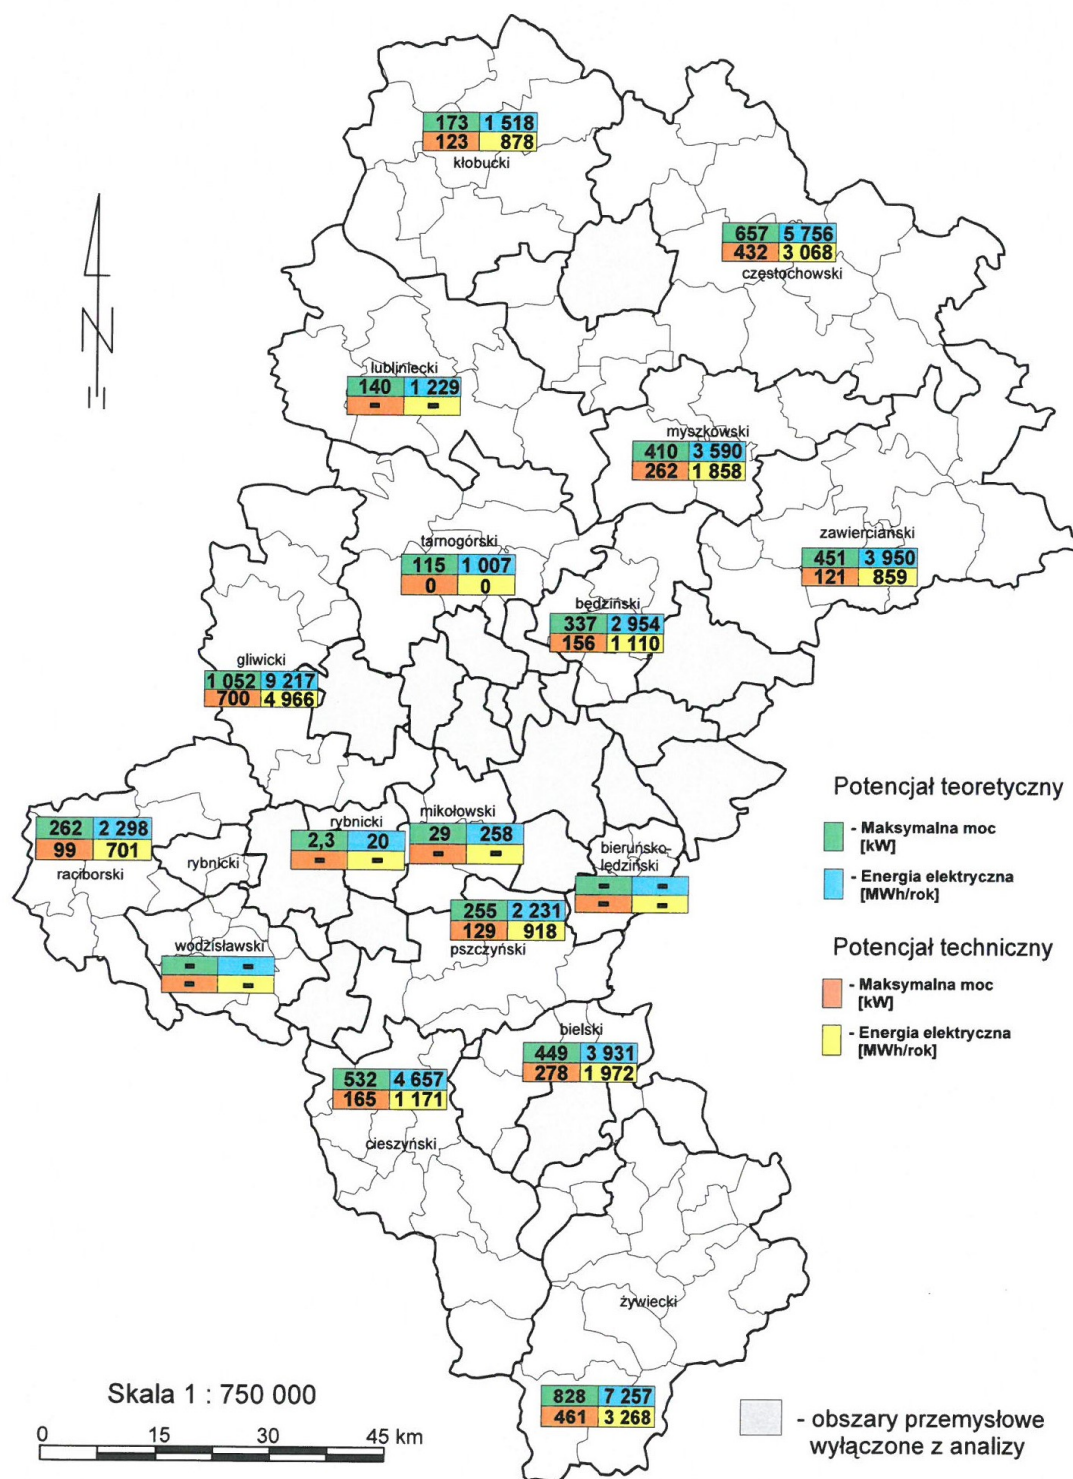 173 1 518
123 878
kłobucki
657 5 756
432 3 068
częstochowski
N
lubliniecki
140 1 229
- -
myszkowski
410 3 590
262 1 858
zawierciański
451 3 950
121 859
tarnogórski
115 1 007
0 0
będziński
337 2 954
156 1 110
gliwicki
1 052 9 217
700 4 966
262 2 298
99 701
raciborski
rybnicki
rybnicki
2,3 20
- -
mikołowski
29 258
- -
bieruńsko-
lędziński
- -
- -
255 2 231
129 918
pszczyński
wodzisławski
- -
- -
bielski
449 3 931
278 1 972
532 4 657
165 1 171
cieszyński
żywiecki
828 7 257
461 3 268
Potencjał teoretyczny
- Maksymalna moc
[kW]
- Energia elektryczna
[MWh/rok]
Potencjał techniczny
- Maksymalna moc
[kW]
- Energia elektryczna
[MWh/rok]
Skala 1 : 750 000
0 15 30 45 km
- obszary przemysłowe
wyłączone z analizy